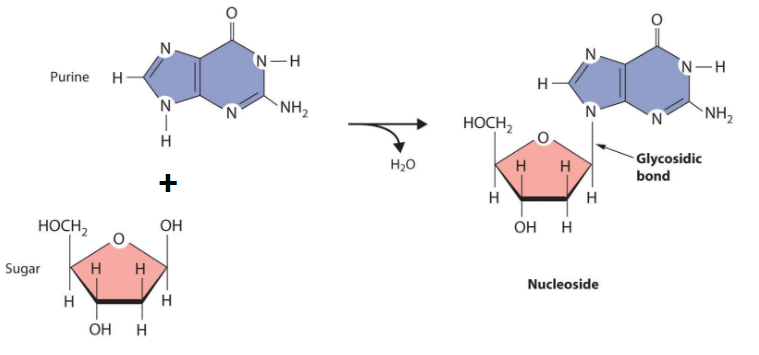 O
N
N—H
Purine
H
N
N
NH₂
H
+
H₂O
HOCH₂
OH
O
Sugar
H
H
H
H
OH
H
O
N
N—H
H
N
N
NH₂
HOCH₂
O
Glycosidic
bond
H
H
H
H
OH
H
Nucleoside